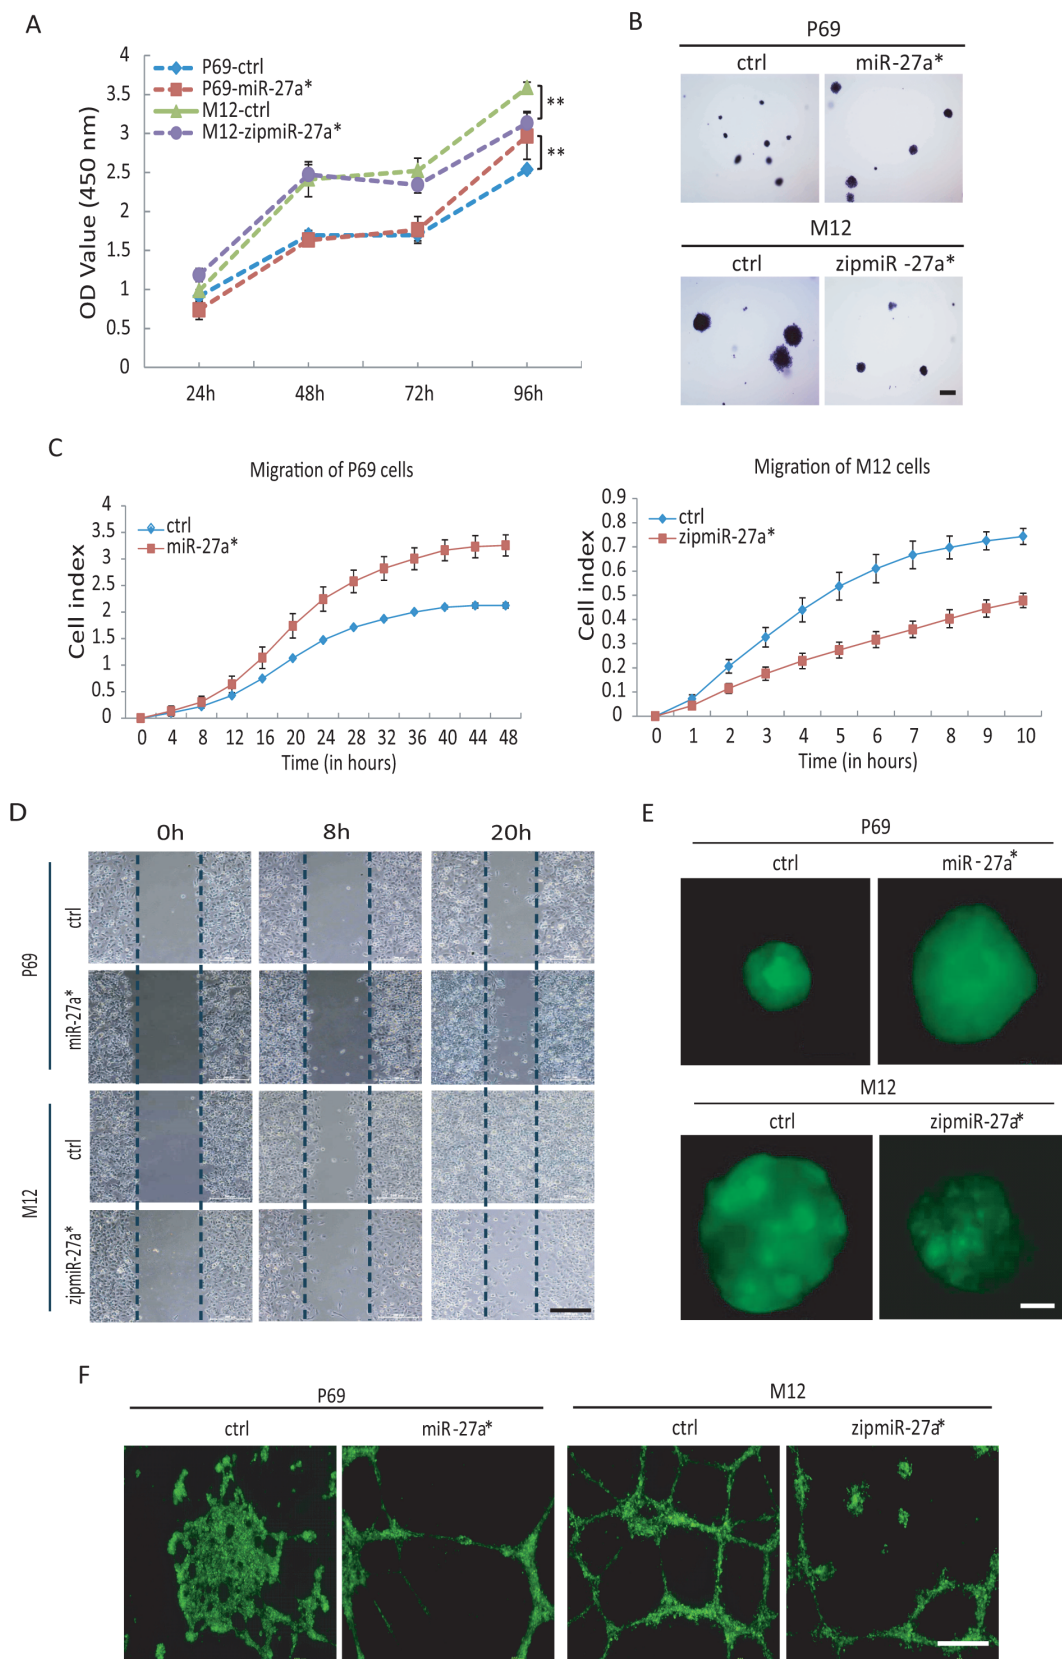 A
4
3.5
3
2.5
2
1.5
1
0.5
0
OD Value (450 nm)
P69-ctrl
P69-miR-27a*
M12-ctrl
M12-zipmiR-27a*
**
**
24h 48h 72h 96h
B
P69
ctrl miR-27a*
M12
ctrl zipmiR -27a*
C
Migration of P69 cells
4
3.5
3
2.5
2
1.5
1
0.5
0
Cell index
ctrl
miR-27a*
0 4 8 12 16 20 24 28 32 36 40 44 48
Time (in hours)
Migration of M12 cells
0.9
0.8
0.7
0.6
0.5
0.4
0.3
0.2
0.1
0
Cell index
ctrl
zipmiR-27a*
0 1 2 3 4 5 6 7 8 9 10
Time (in hours)
D
0h 8h 20h
P69
ctrl
miR-27a*
M12
ctrl
zipmiR-27a*
E
P69
ctrl miR-27a*
M12
ctrl zipmiR-27a*
F
P69 M12
ctrl miR-27a* ctrl zipmiR-27a*